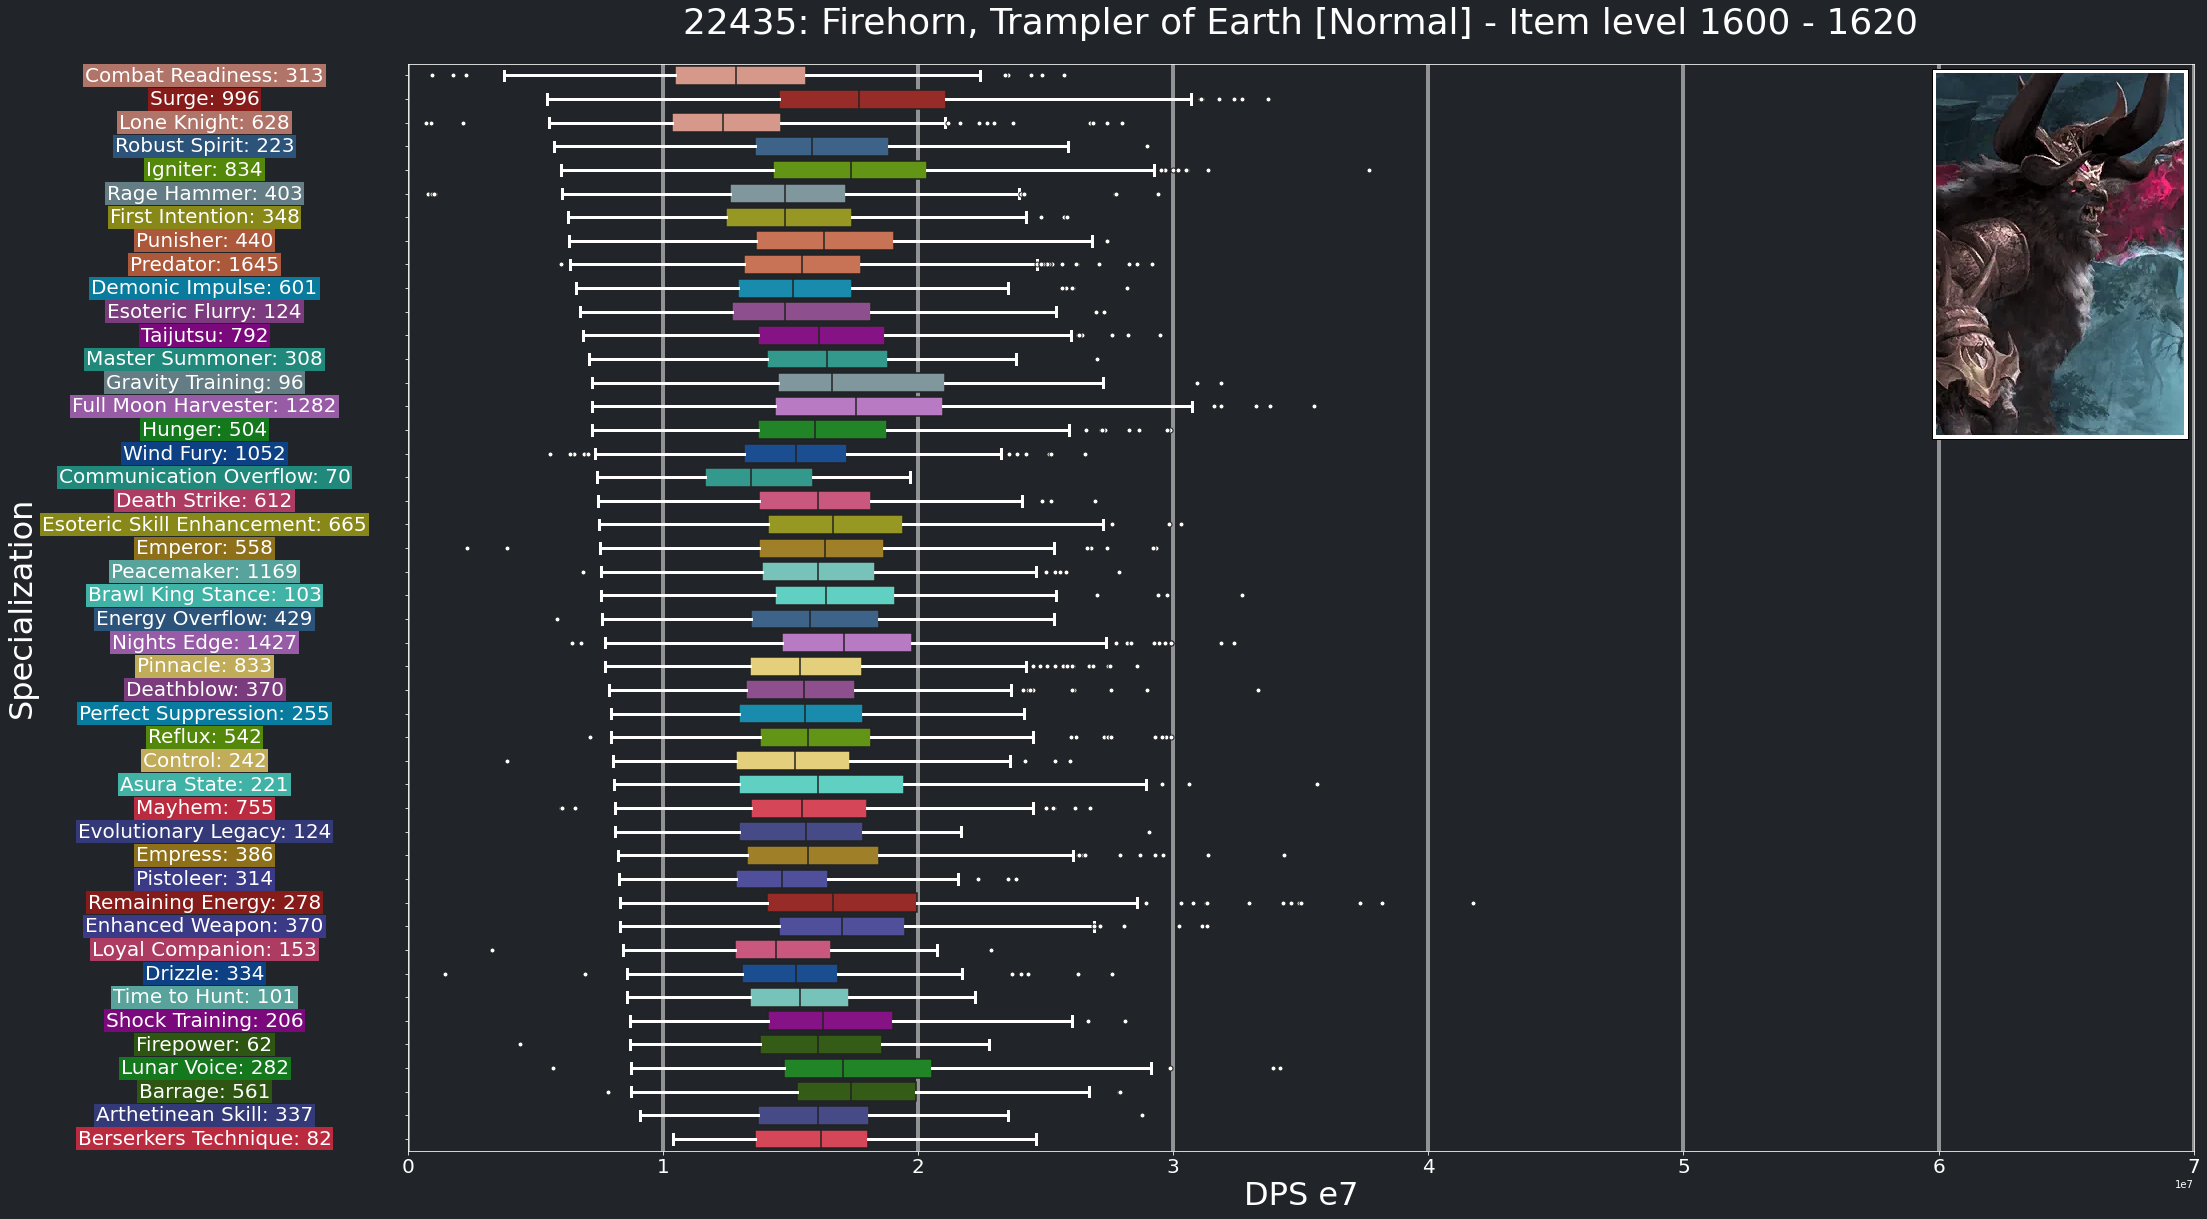 22435: Firehorn, Trampler of Earth [Normal] - Item level 1600 - 1620
Specialization
Combat Readiness: 313
Surge: 996
Lone Knight: 628
Robust Spirit: 223
Igniter: 834
Rage Hammer: 403
First Intention: 348
Punisher: 440
Predator: 1645
Demonic Impulse: 601
Esoteric Flurry: 124
Taijutsu: 792
Master Summoner: 308
Gravity Training: 96
Full Moon Harvester: 1282
Hunger: 504
Wind Fury: 1052
Communication Overflow: 70
Death Strike: 612
Esoteric Skill Enhancement: 665
Emperor: 558
Peacemaker: 1169
Brawl King Stance: 103
Energy Overflow: 429
Nights Edge: 1427
Pinnacle: 833
Deathblow: 370
Perfect Suppression: 255
Reflux: 542
Control: 242
Asura State: 221
Mayhem: 755
Evolutionary Legacy: 124
Empress: 386
Pistoleer: 314
Remaining Energy: 278
Enhanced Weapon: 370
Loyal Companion: 153
Drizzle: 334
Time to Hunt: 101
Shock Training: 206
Firepower: 62
Lunar Voice: 282
Barrage: 561
Arthetinean Skill: 337
Berserkers Technique: 82
0 1 2 3 4 5 6 7
1e7
DPS e7